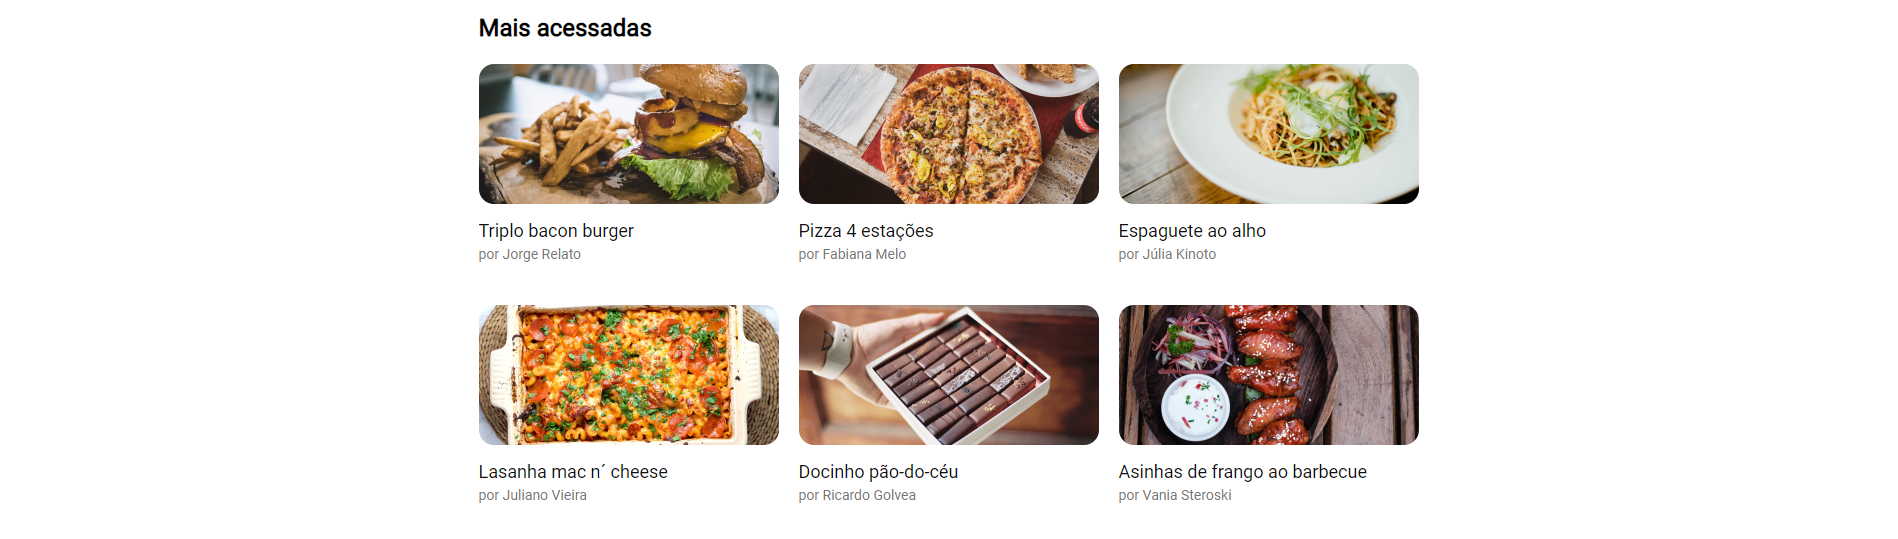 Mais acessadas
Triplo bacon burger
por Jorge Relato
Pizza 4 estações
por Fabiana Melo
Espaguete ao alho
por Júlia Kinoto
Lasanha mac n´ cheese
por Juliano Vieira
Docinho pão-do-céu
por Ricardo Golvea
Asinhas de frango ao barbecue
por Vania Steroski